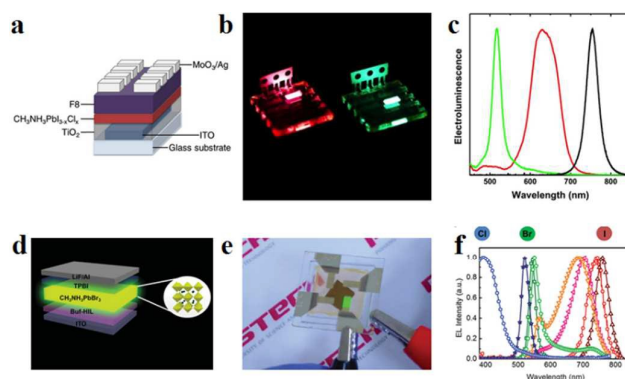 a
b
c
MoO₃/Ag
F8
CH₃NH₃PbI₃₋ₓClₓ
TiO₂
ITO
Glass substrate
Electroluminescence
500 600 700 800
Wavelength (nm)
d
e
f
LiF/Al
TPBI
CH₃NH₃PbBr₃
Buf-HIL
ITO
Cl Br I
EL Intensity (a.u.)
1.0
0.8
0.6
0.4
0.2
0.0
400 500 600 700 800
Wavelength (nm)